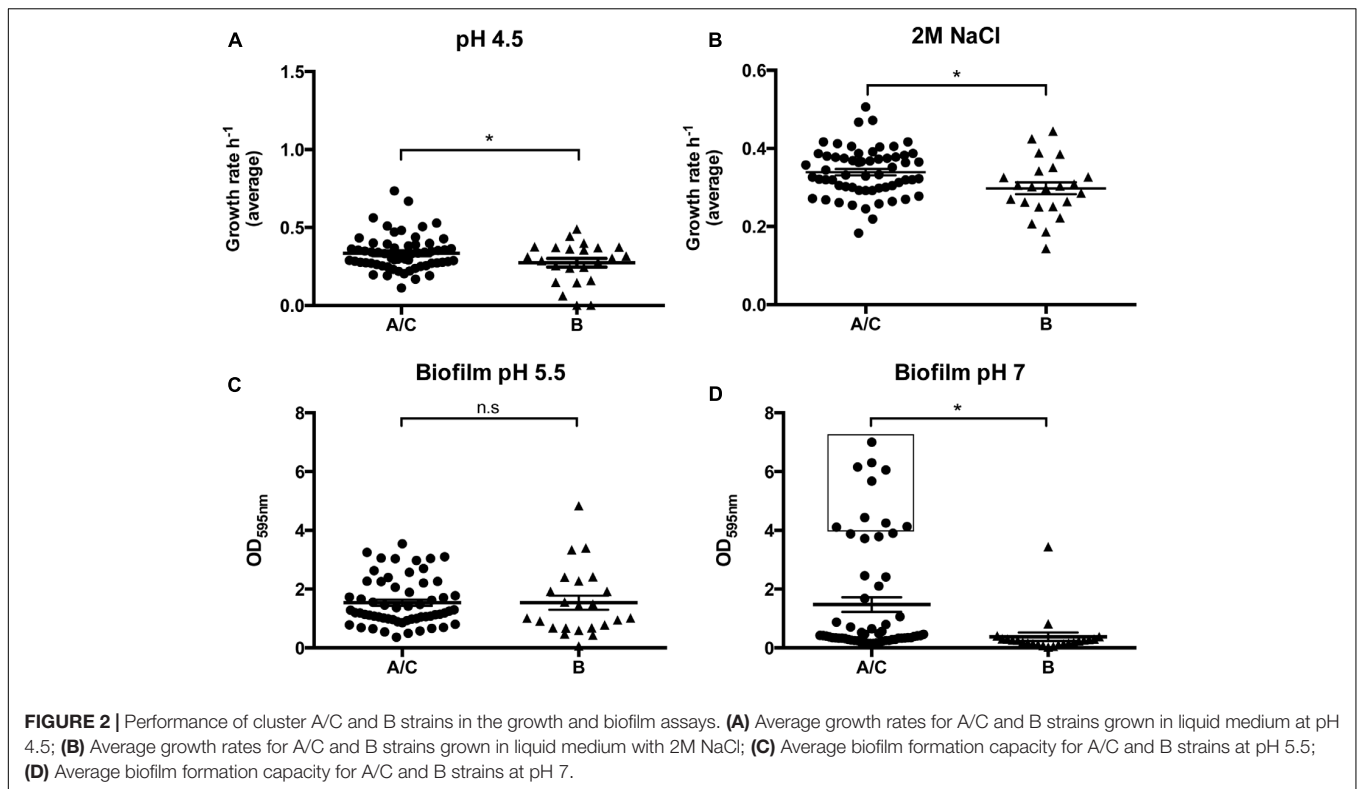 A
pH 4.5
1.5
1.0
0.5
0.0
Growth rate h⁻¹
(average)
*
A/C
B
B
2M NaCl
0.6
0.4
0.2
0.0
Growth rate h⁻¹
(average)
*
A/C
B
C
Biofilm pH 5.5
8
6
4
2
0
OD₅₉₅nm
n.s
A/C
B
D
Biofilm pH 7
8
6
4
2
0
OD₅₉₅nm
*
A/C
B
FIGURE 2 | Performance of cluster A/C and B strains in the growth and biofilm assays. (A) Average growth rates for A/C and B strains grown in liquid medium at pH
4.5; (B) Average growth rates for A/C and B strains grown in liquid medium with 2M NaCl; (C) Average biofilm formation capacity for A/C and B strains at pH 5.5;
(D) Average biofilm formation capacity for A/C and B strains at pH 7.